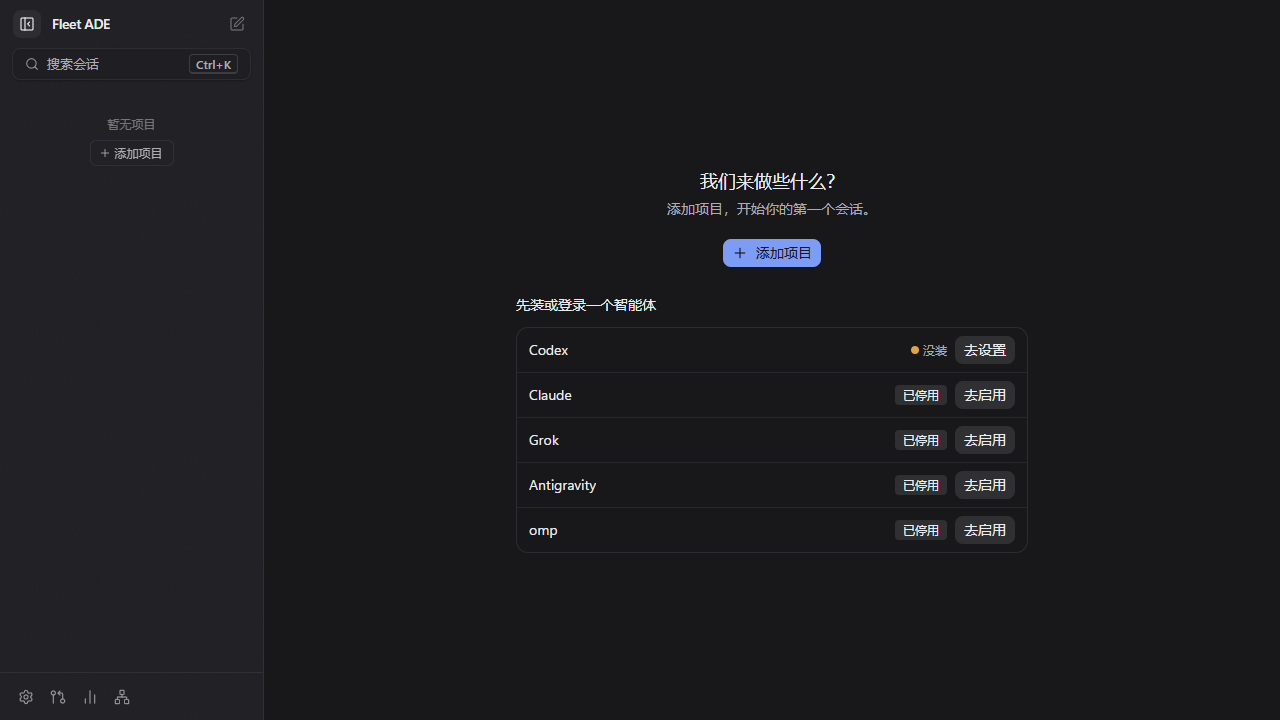 Fleet ADE
搜索会话 Ctrl+K
暂无项目
+ 添加项目
我们来做些什么?
添加项目，开始你的第一个会话。
+ 添加项目
先装或登录一个智能体
Codex 没装 去设置
Claude 已停用 去启用
Grok 已停用 去启用
Antigravity 已停用 去启用
omp 已停用 去启用